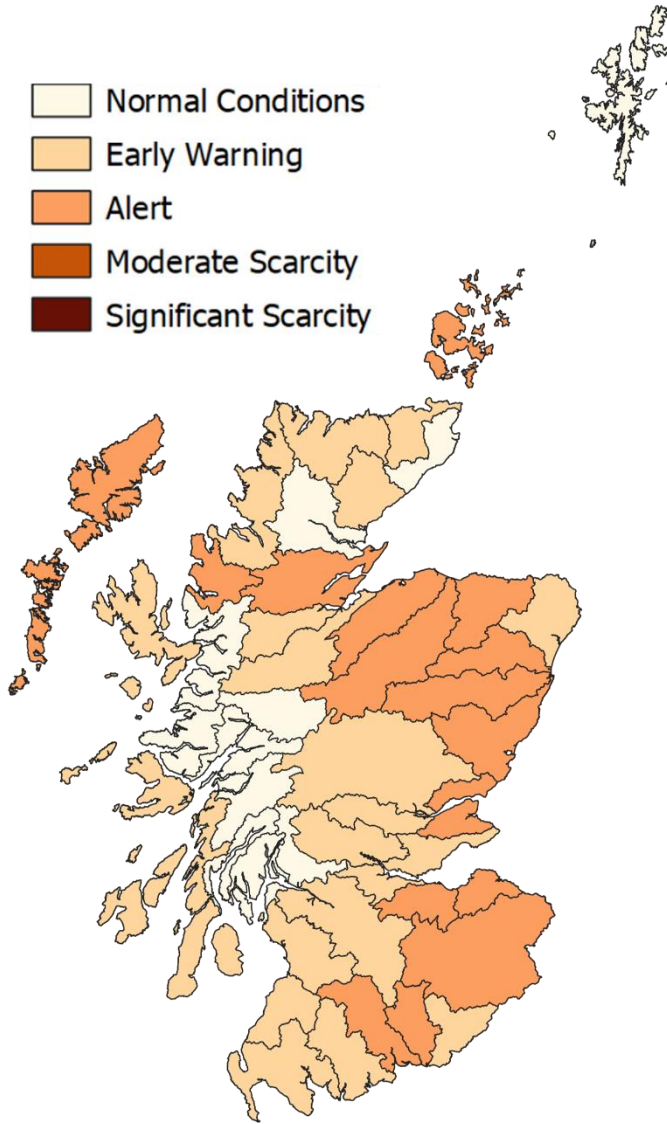 Normal Conditions
Early Warning
Alert
Moderate Scarcity
Significant Scarcity